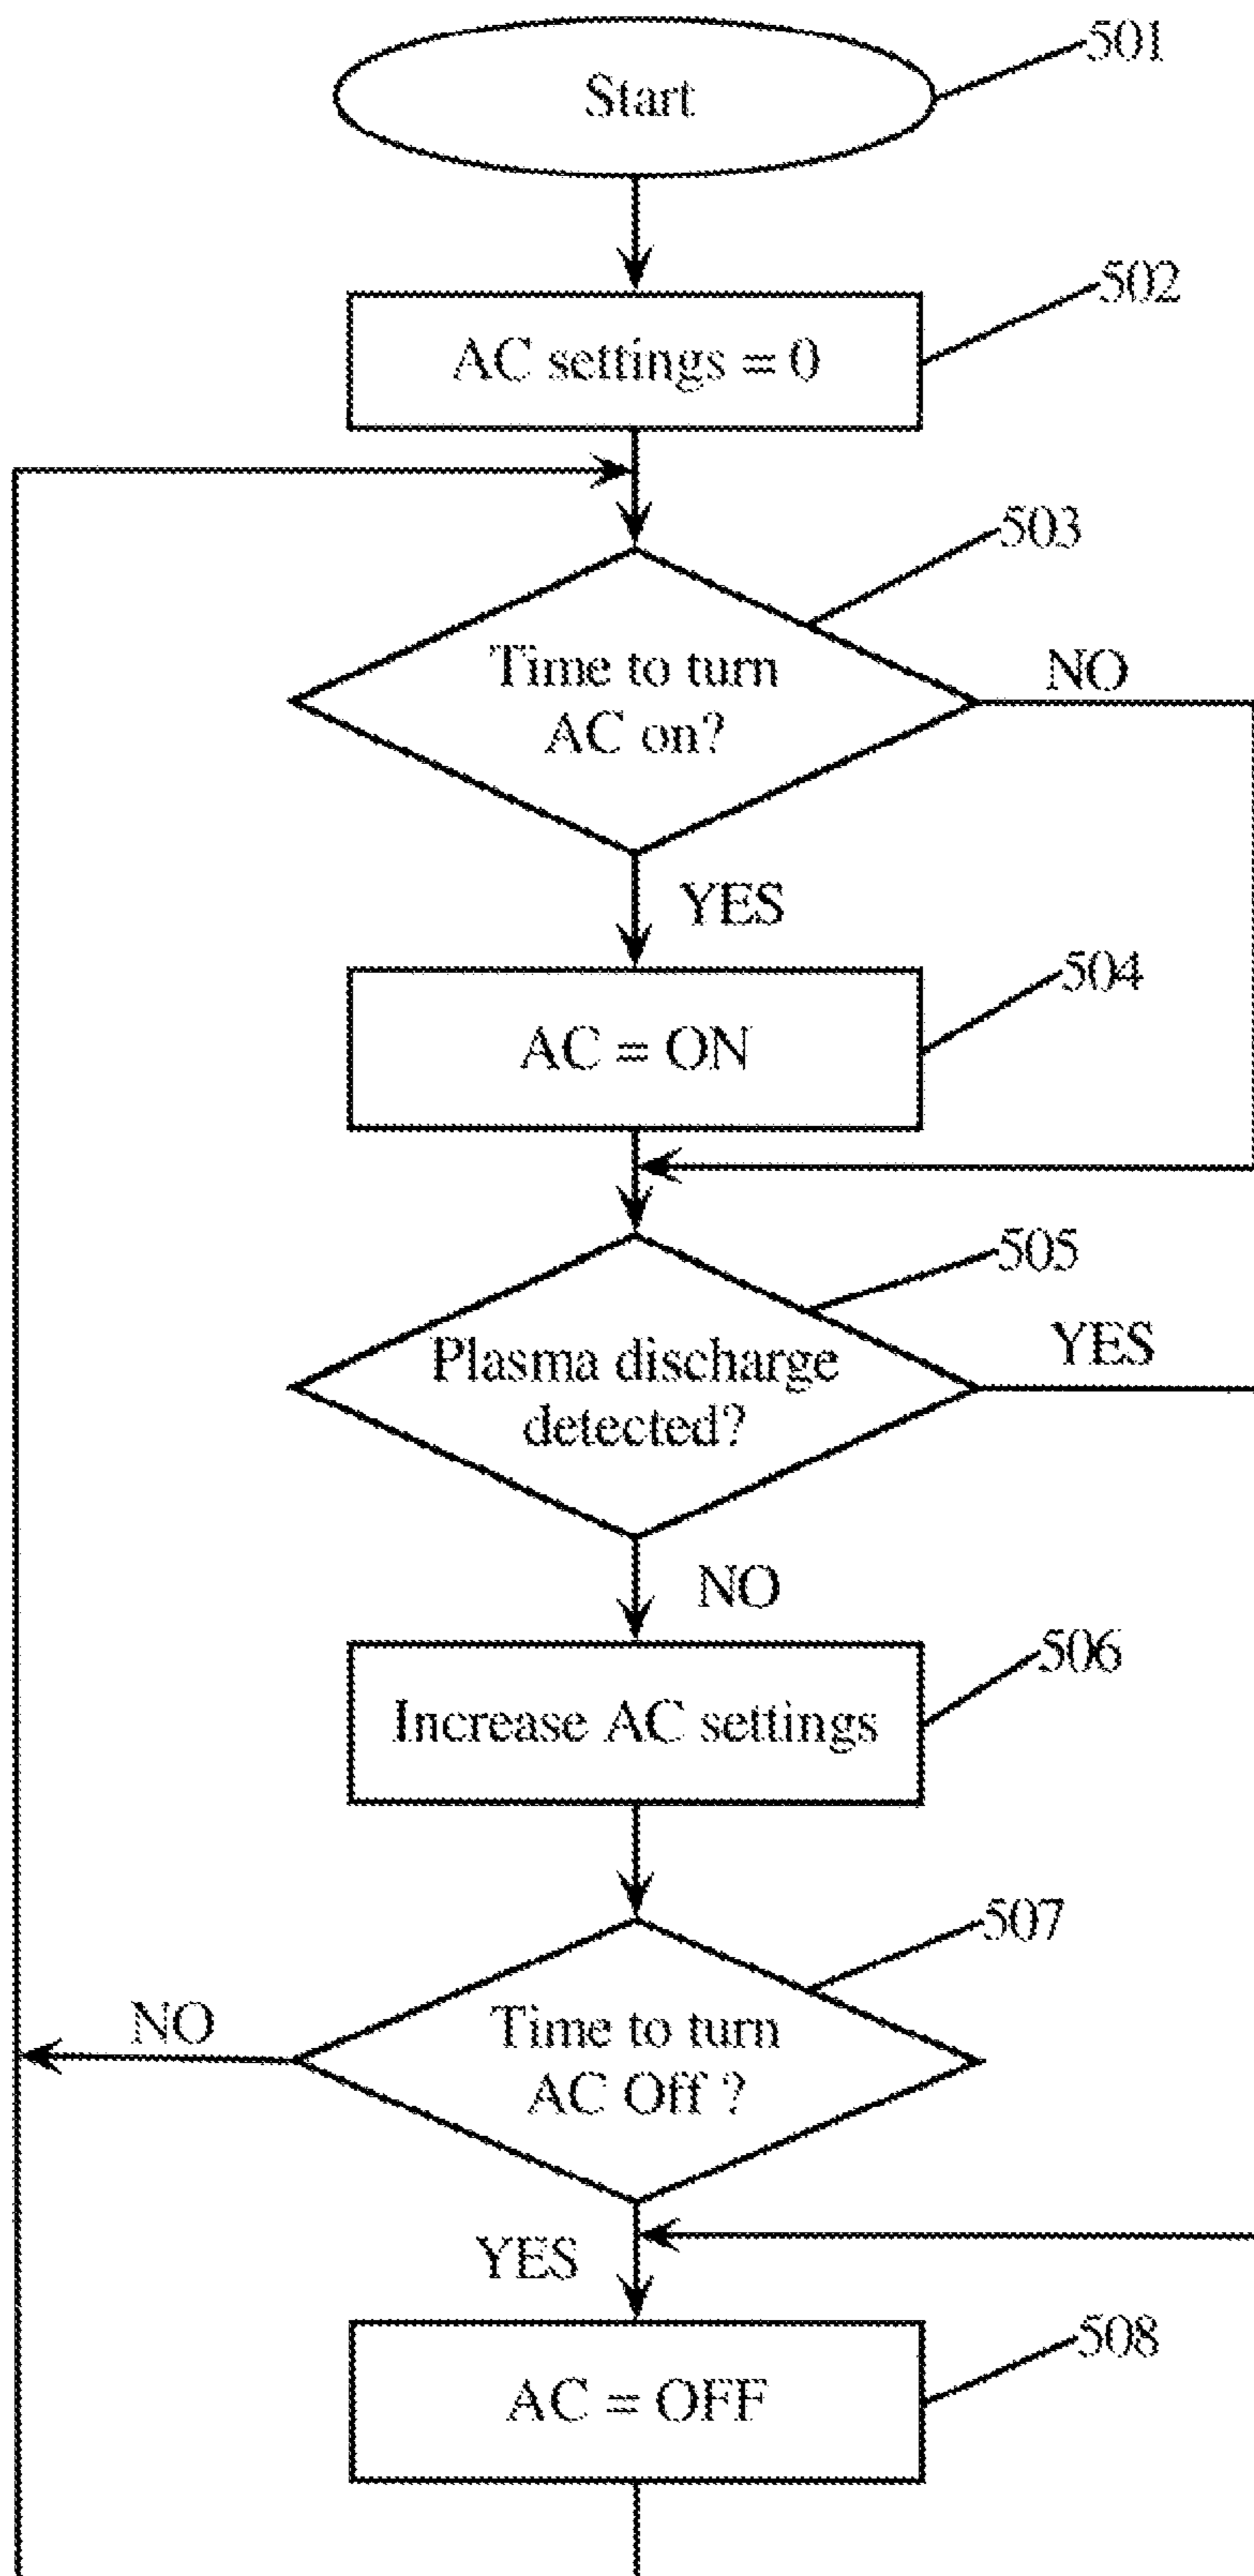 Start
501
AC settings = 0
502
503
Time to turn
AC on?
NO
YES
504
AC = ON
505
Plasma discharge
detected?
YES
NO
506
Increase AC settings
507
Time to turn
AC Off ?
NO
YES
508
AC = OFF